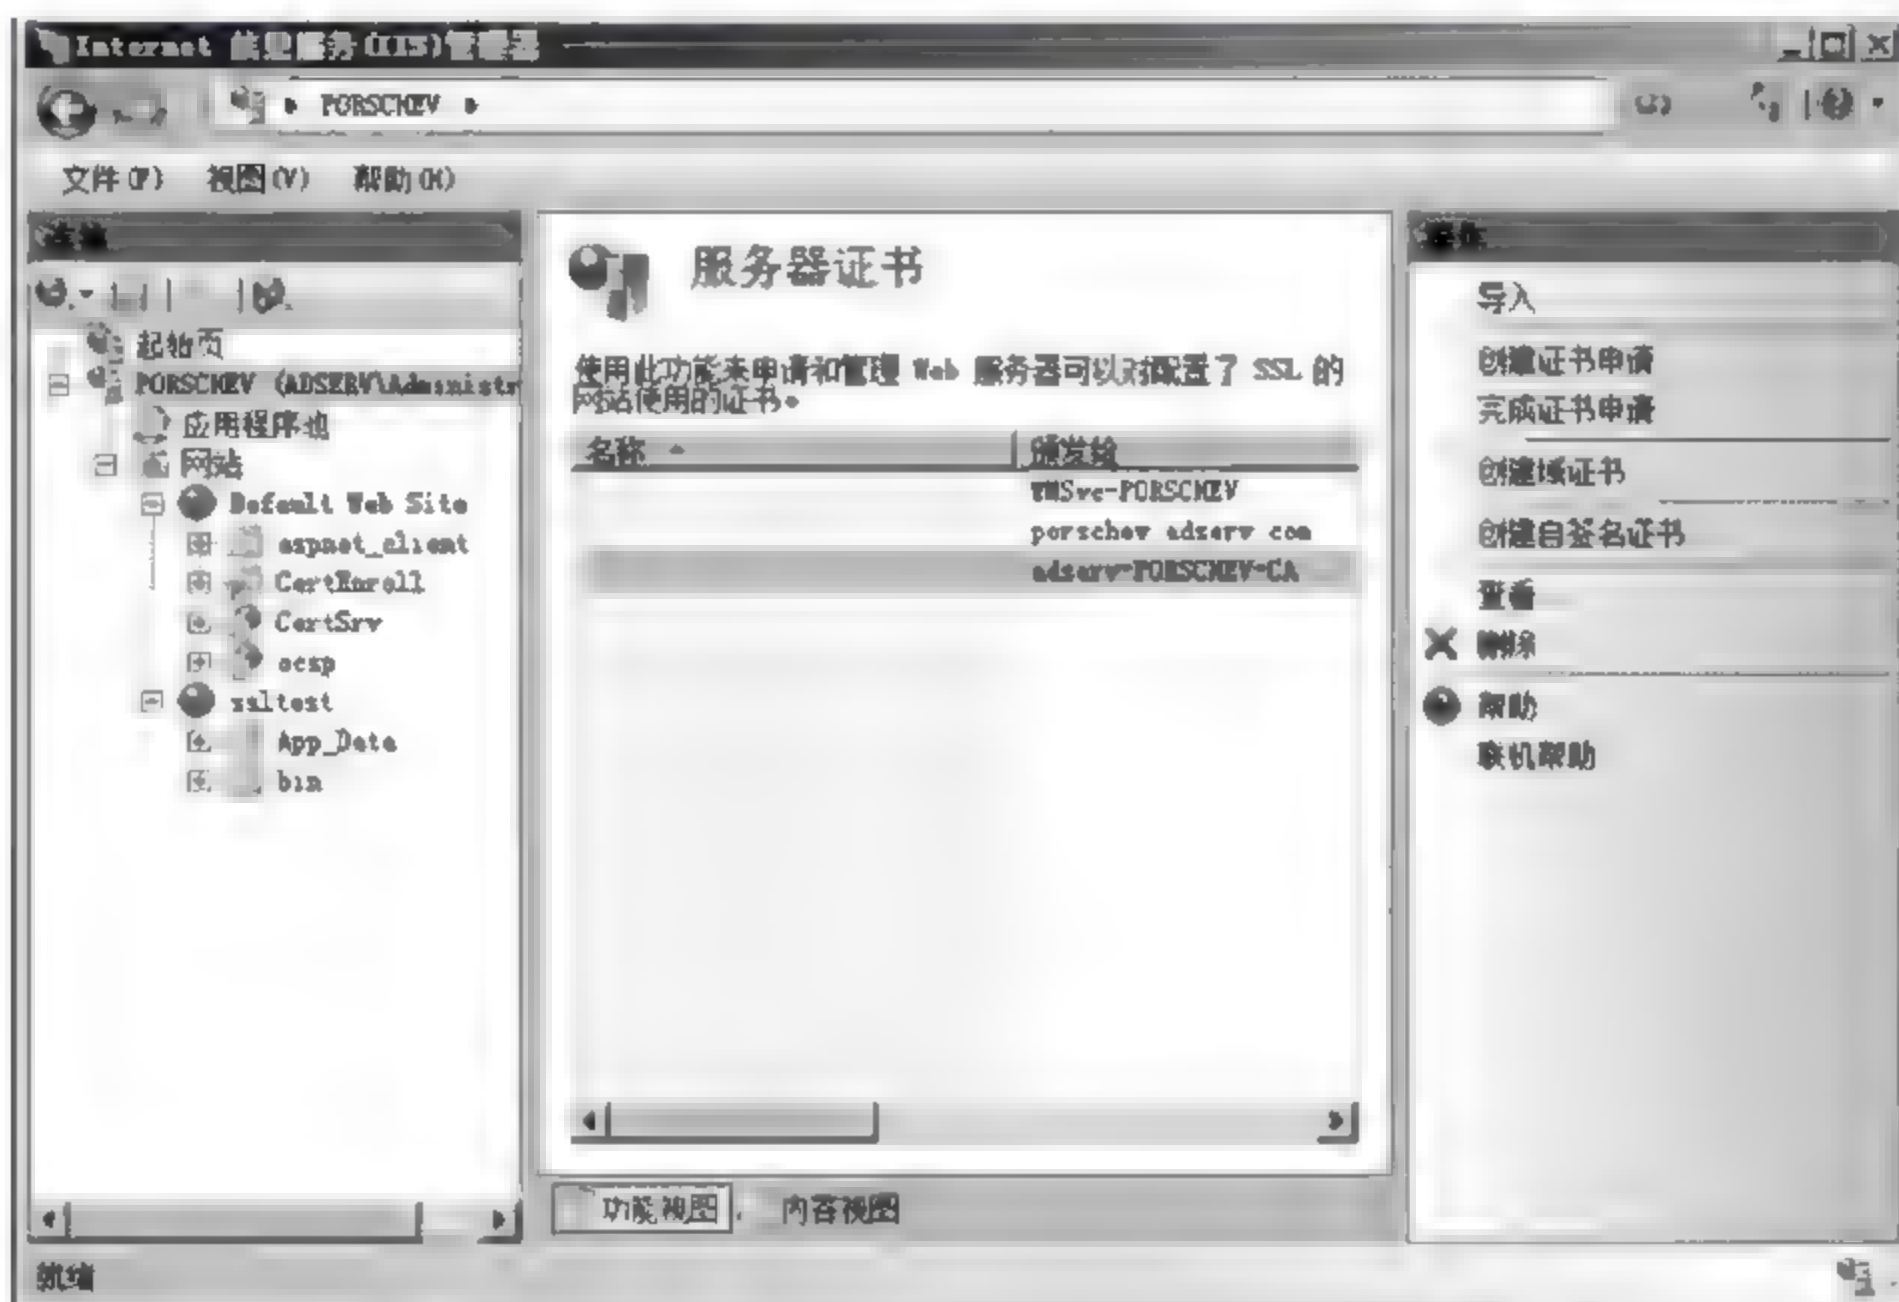 Internet 信息服务(IIS)管理器
PORSCHEV
文件(F) 视图(V) 帮助(H)
连接
起始页
PORSCHEV (ADSERV\Administr
应用程序池
网站
Default Web Site
aspnet_client
CertEnroll
CertSrv
ocsp
ssltest
App_Data
bin
服务器证书
使用此功能来申请和管理 Web 服务器可以对配置了 SSL 的
网站使用的证书。
名称 颁发给
WMSvc-PORSCHEV
porschev adserv com
adserv-PORSCHEV-CA
功能视图 内容视图
操作
导入
创建证书申请
完成证书申请
创建域证书
创建自签名证书
查看
删除
帮助
联机帮助
就绪